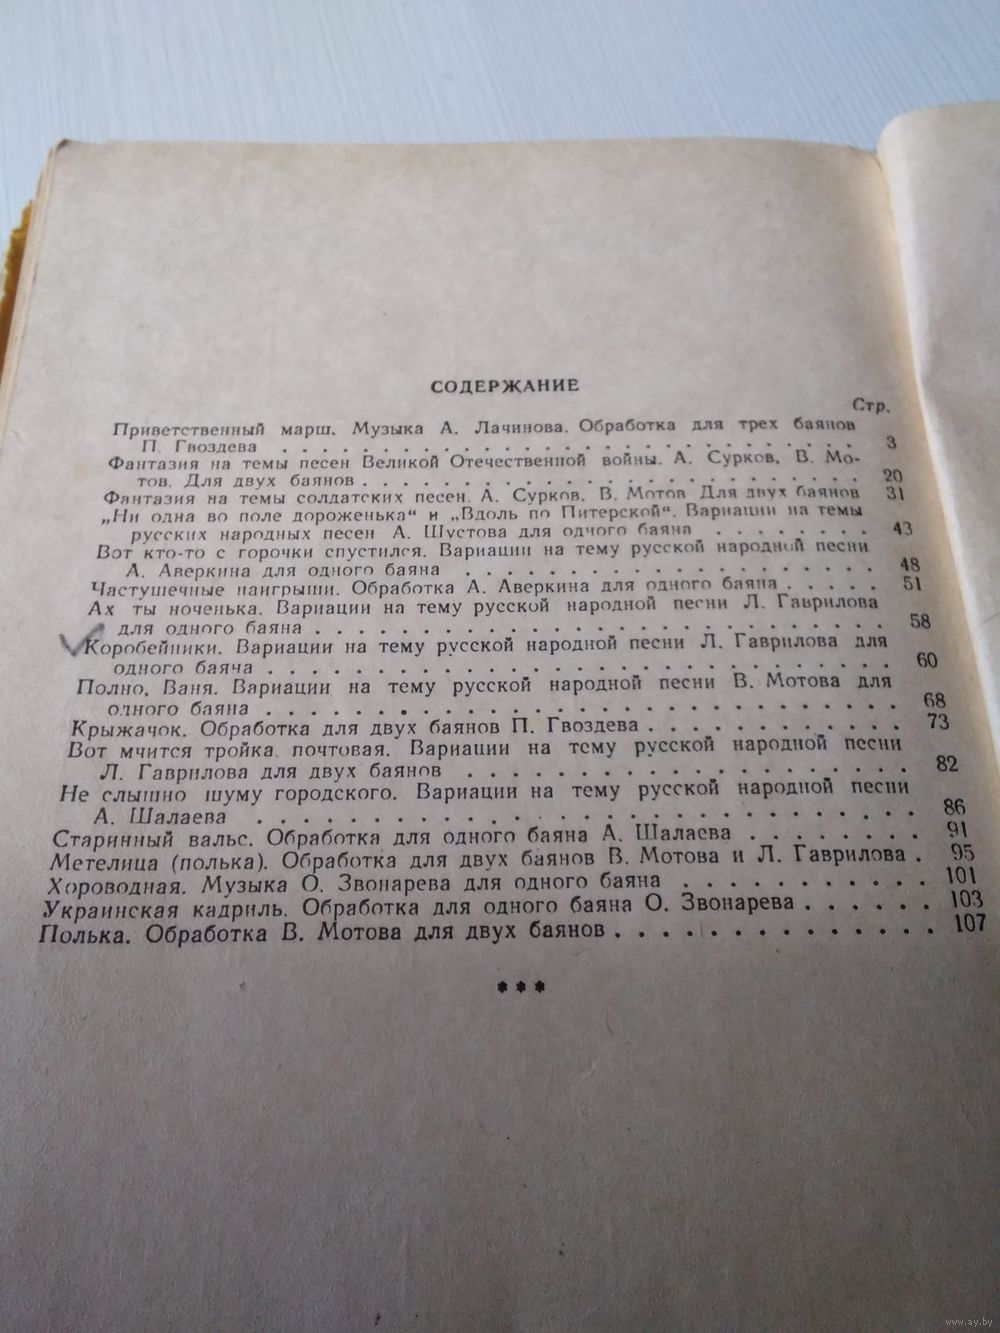 СОДЕРЖАНИЕ
Стр.
Приветственный марш. Музыка А. Лачинова. Обработка для трех баянов
П. Гвоздева . . . . . . . . . . . . . . . . . . . . . . . 3
Фантазия на темы песен Великой Отечественной войны. А. Сурков, В. Мо-
тов. Для двух баянов . . . . . . . . . . . . . . . . . . . 20
Фантазия на темы солдатских песен. А. Сурков, В. Мотов Для двух баянов 31
„Ни одна во поле дороженька“ и „Вдоль по Питерской“. Вариации на темы
русских народных песен А. Шустова для одного баяна . . . . . . . 43
Вот кто-то с горочки спустился. Вариации на тему русской народной песни
А. Аверкина для одного баяна . . . . . . . . . . . . . . . 48
Частушечные наигрыши. Обработка А. Аверкина для одного баяна . . . . . 51
Ах ты ноченька. Вариации на тему русской народной песни Л. Гаврилова
для одного баяна . . . . . . . . . . . . . . . . . . . . . 58
Коробейники. Вариации на тему русской народной песни Л. Гаврилова для
одного баяна . . . . . . . . . . . . . . . . . . . . . . 60
Полно, Ваня. Вариации на тему русской народной песни В. Мотова для
одного баяна . . . . . . . . . . . . . . . . . . . . . . 68
Крыжачок. Обработка для двух баянов П. Гвоздева . . . . . . . . . . 73
Вот мчится тройка почтовая. Вариации на тему русской народной песни
Л. Гаврилова для двух баянов . . . . . . . . . . . . . . . . 82
Не слышно шуму городского. Вариации на тему русской народной песни
А. Шалаева . . . . . . . . . . . . . . . . . . . . . . . 86
Старинный вальс. Обработка для одного баяна А. Шалаева . . . . . . . . 91
Метелица (полька). Обработка для двух баянов В. Мотова и Л. Гаврилова . 95
Хороводная. Музыка О. Звонарева для одного баяна . . . . . . . . . . 101
Украинская кадриль. Обработка для одного баяна О. Звонарева . . . . . . 103
Полька. Обработка В. Мотова для двух баянов . . . . . . . . . . . . . . 107
* * *
www.ay.by